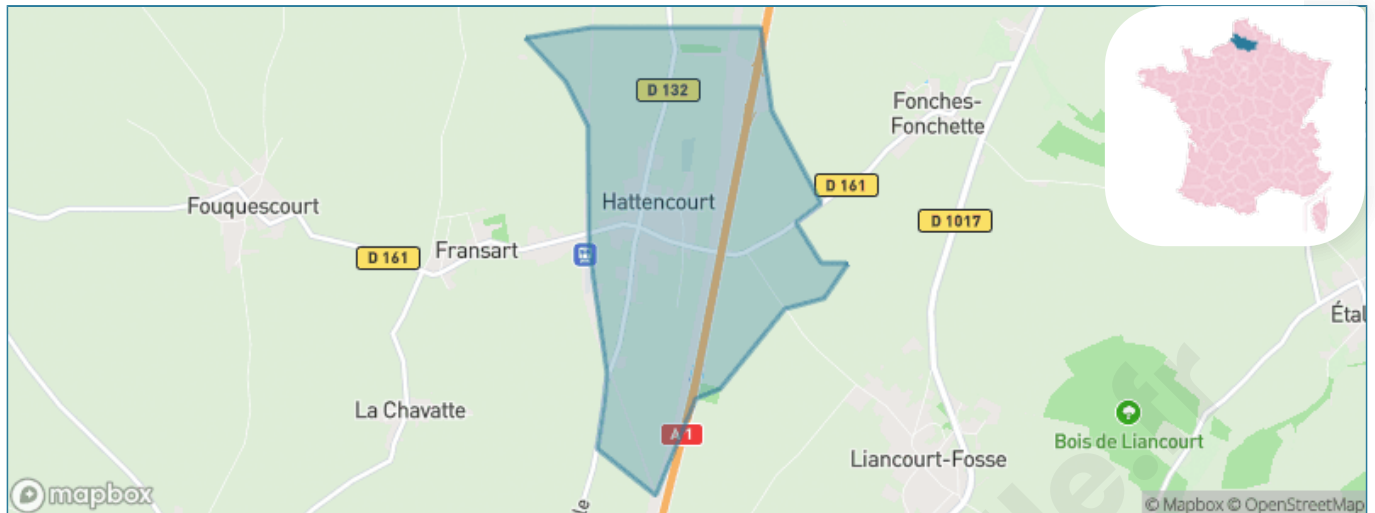 D 132
Fonches-
Fonchette
D 161
Fouquescourt
Hattencourt
D 1017
Fransart
D 161
La Chavatte
A 1
Bois de Liancourt
Liancourt-Fosse
mapbox
© Mapbox © OpenStreetMap